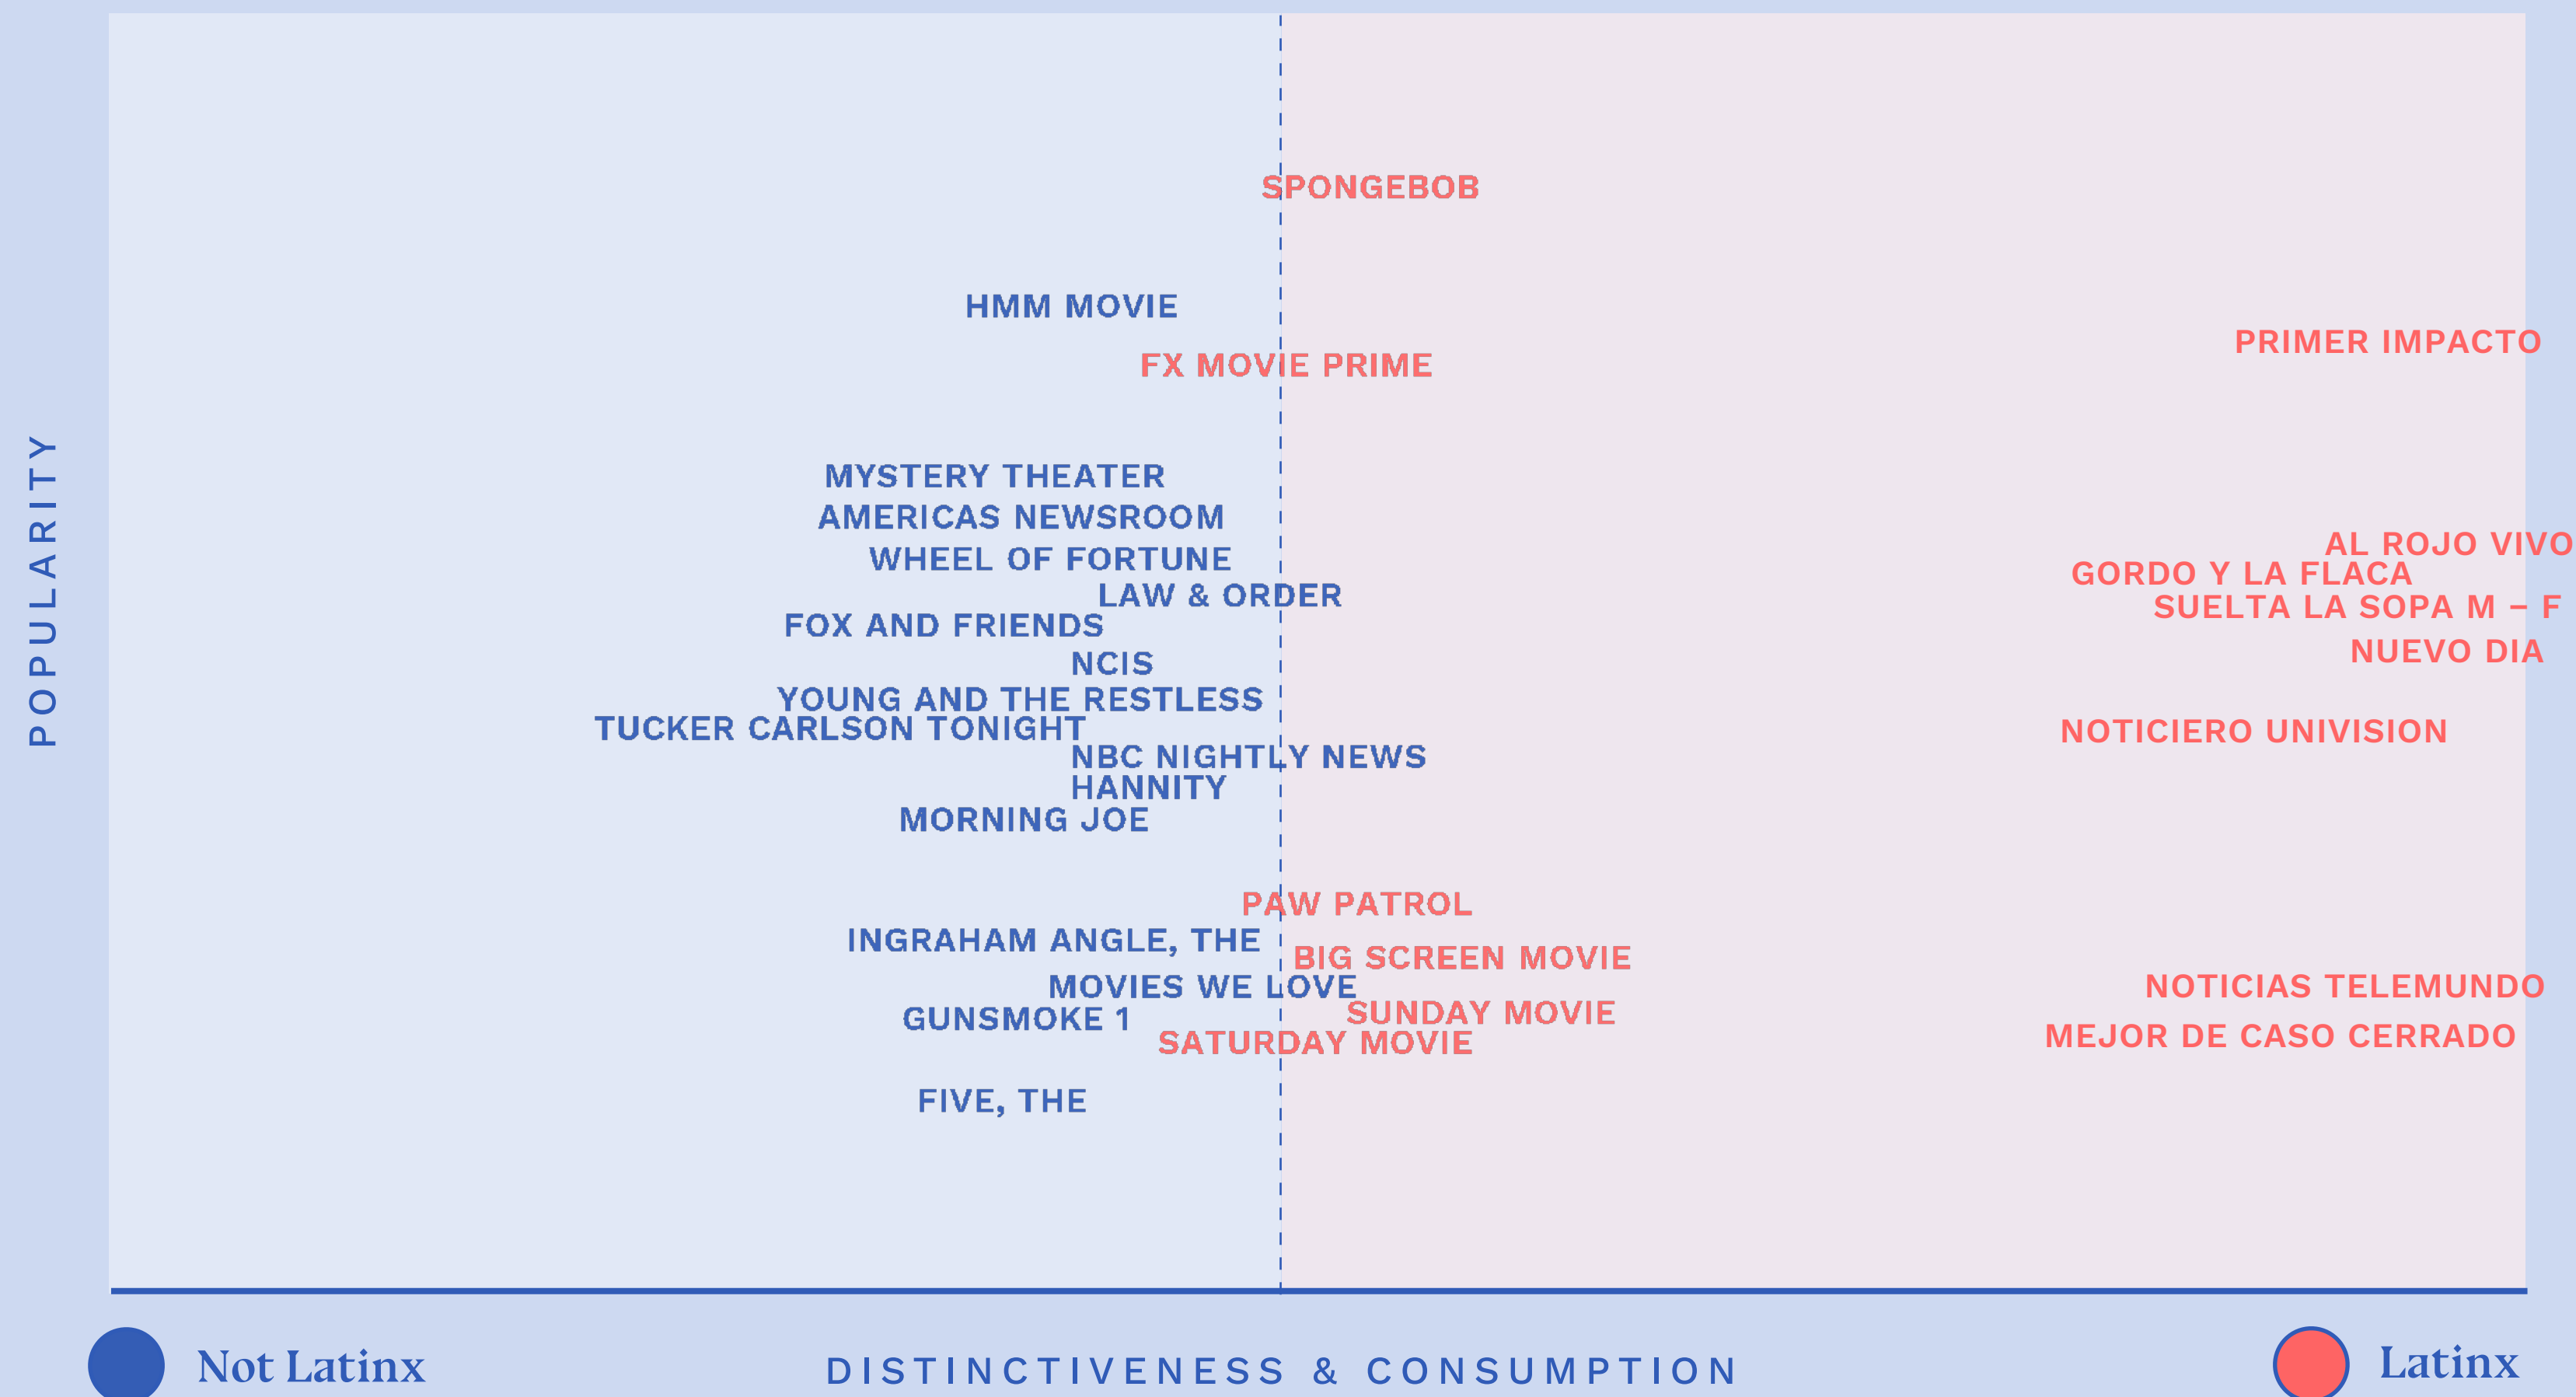 SPONGEBOB
HMM MOVIE
PRIMER IMPACTO
FX MOVIE PRIME
POPULARITY
MYSTERY THEATER
AMERICAS NEWSROOM
AL ROJO VIVO
WHEEL OF FORTUNE
GORDO Y LA FLACA
LAW & ORDER
SUELTA LA SOPA M – F
FOX AND FRIENDS
NUEVO DIA
NCIS
YOUNG AND THE RESTLESS
TUCKER CARLSON TONIGHT
NOTICIERO UNIVISION
NBC NIGHTLY NEWS
HANNITY
MORNING JOE
PAW PATROL
INGRAHAM ANGLE, THE
BIG SCREEN MOVIE
MOVIES WE LOVE
NOTICIAS TELEMUNDO
SUNDAY MOVIE
GUNSMOKE 1
MEJOR DE CASO CERRADO
SATURDAY MOVIE
FIVE, THE
Not Latinx
DISTINCTIVENESS & CONSUMPTION
Latinx